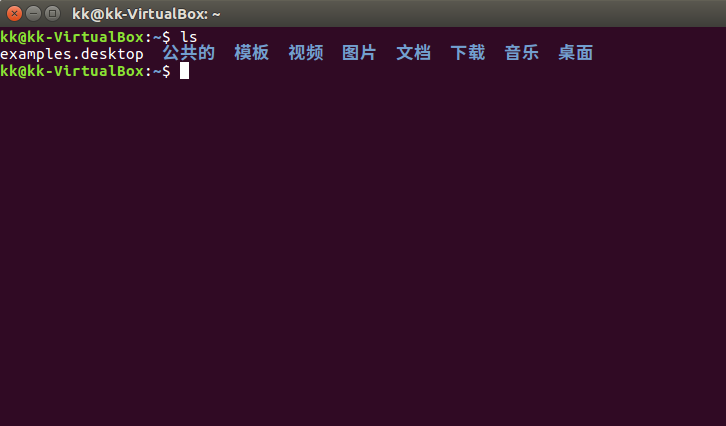 kk@kk-VirtualBox: ~
kk@kk-VirtualBox:~$ ls
examples.desktop  公共的  模板  视频  图片  文档  下载  音乐  桌面
kk@kk-VirtualBox:~$